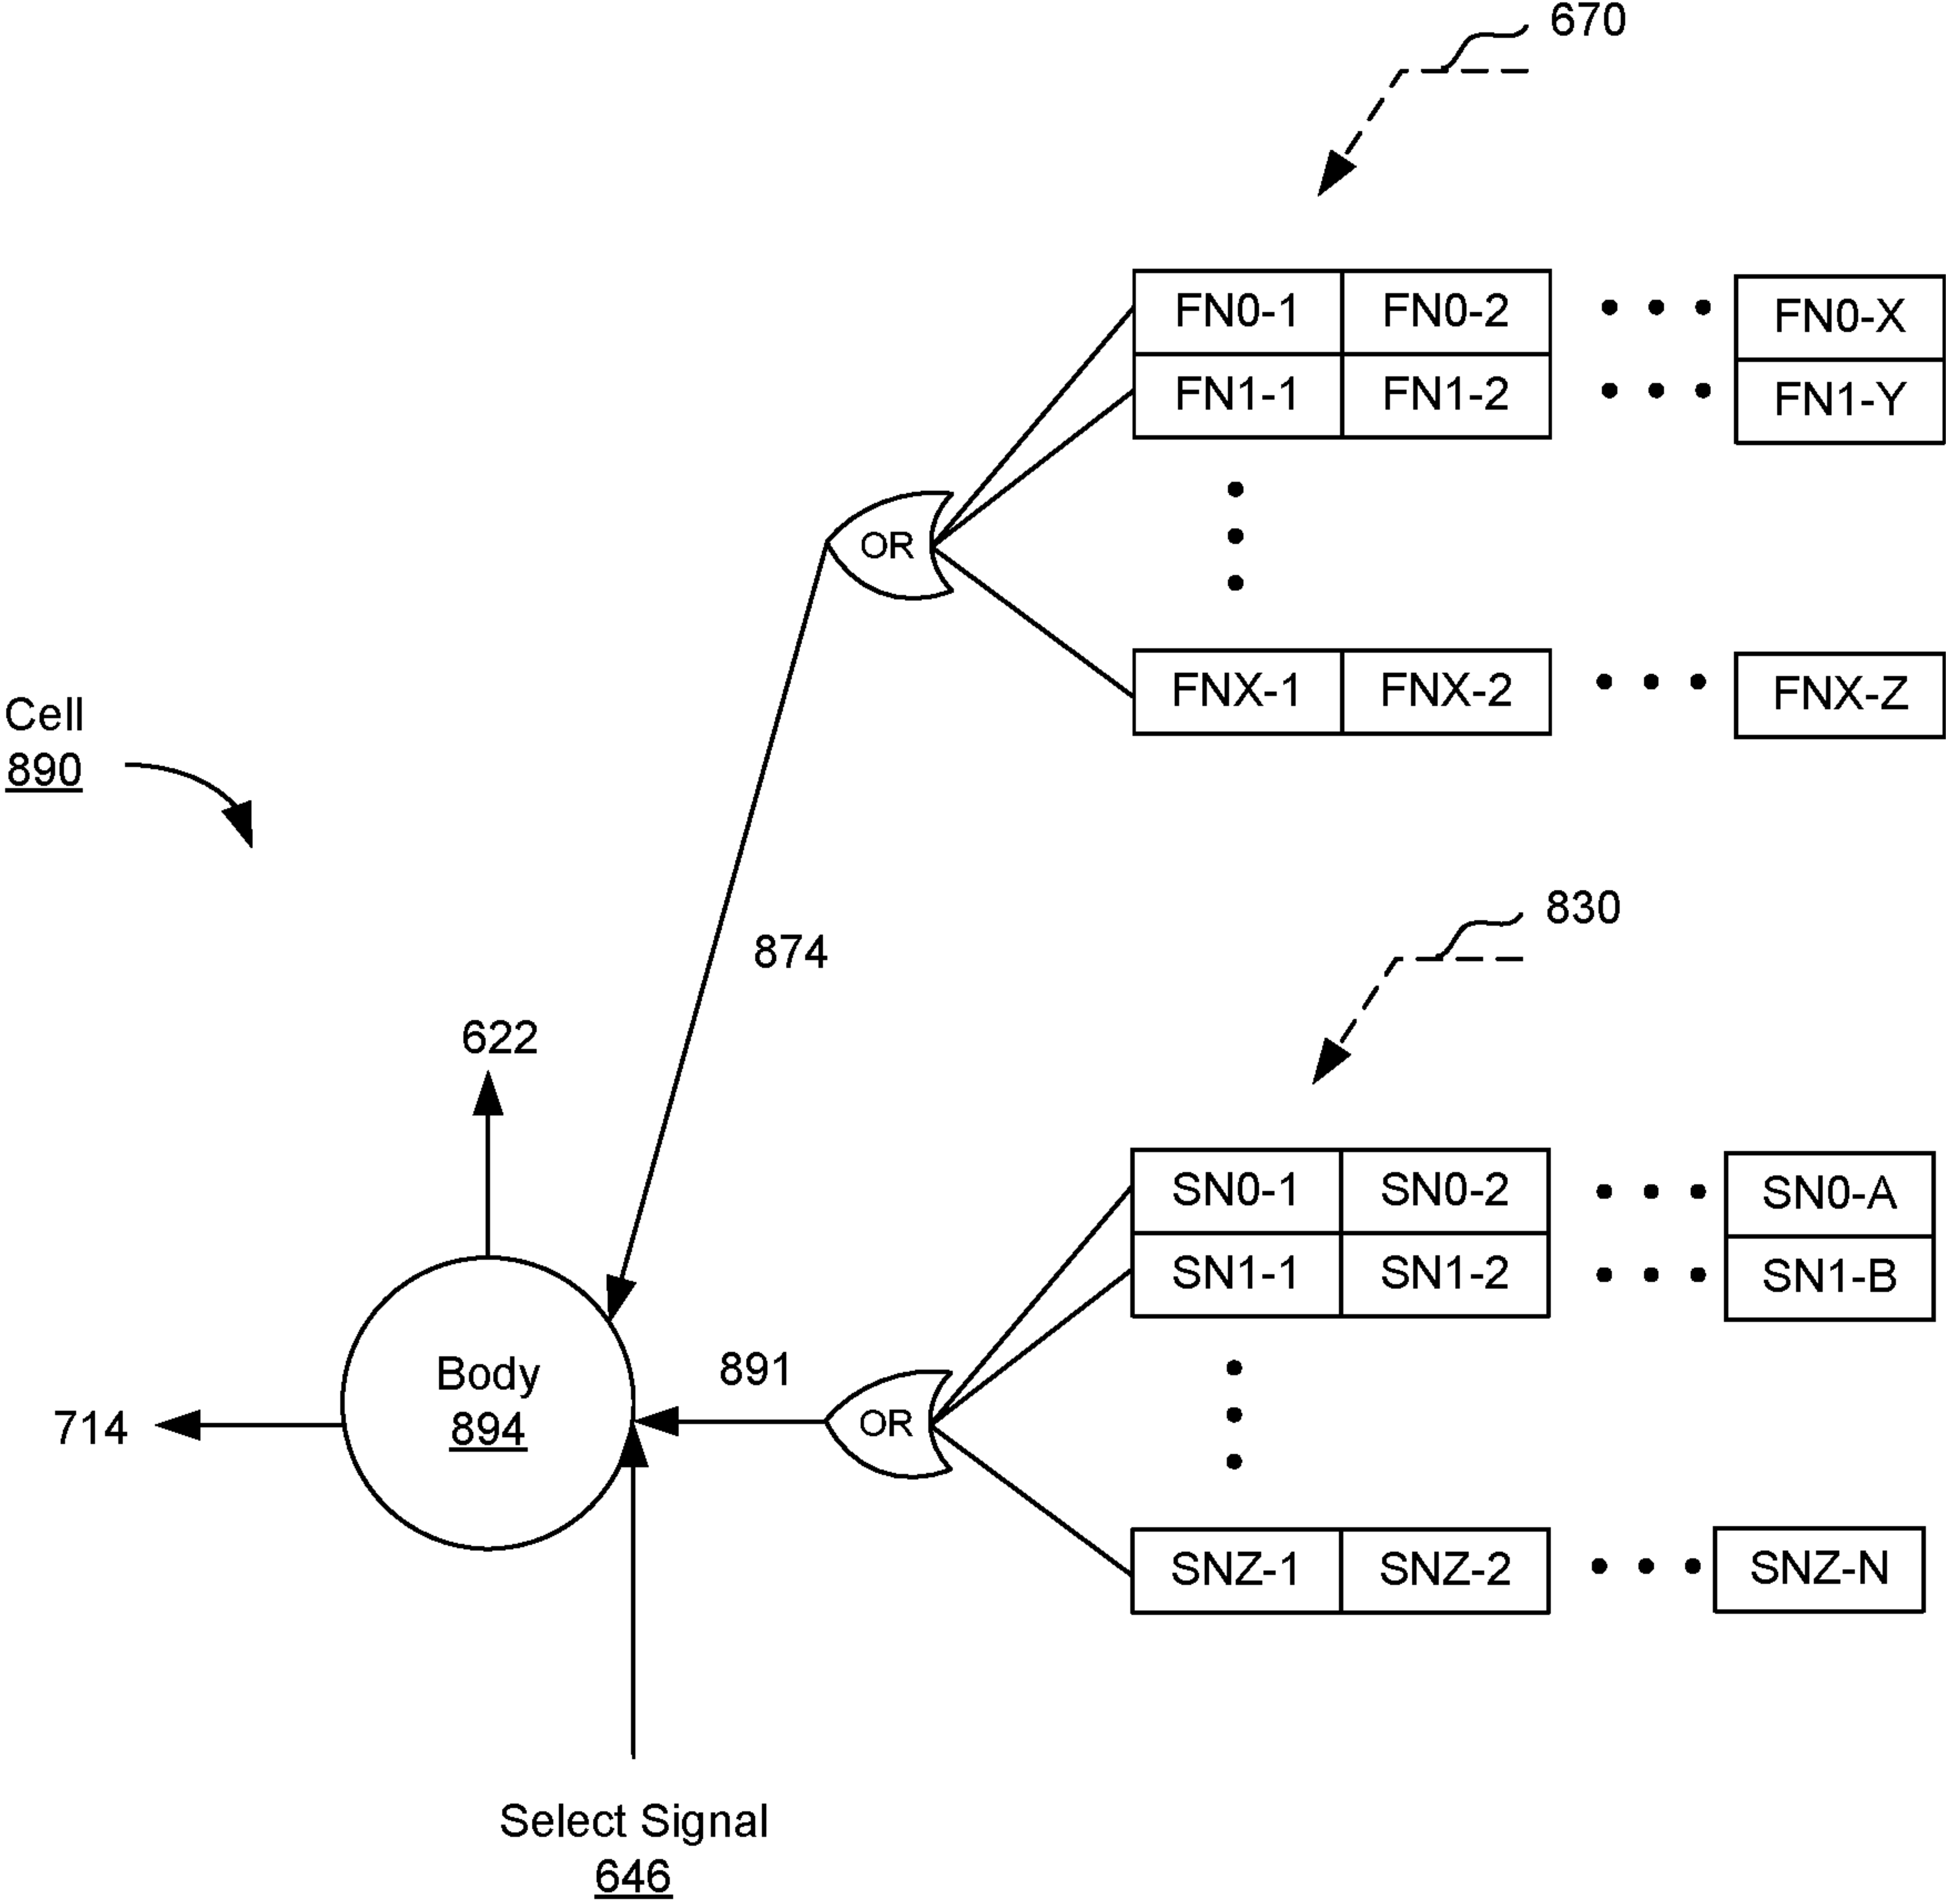 670
FN0-1 FN0-2 FN0-X
FN1-1 FN1-2 FN1-Y
OR
FNX-1 FNX-2 FNX-Z
Cell
890
830
874
622
SN0-1 SN0-2 SN0-A
SN1-1 SN1-2 SN1-B
Body
894
891
OR
714
SNZ-1 SNZ-2 SNZ-N
Select Signal
646